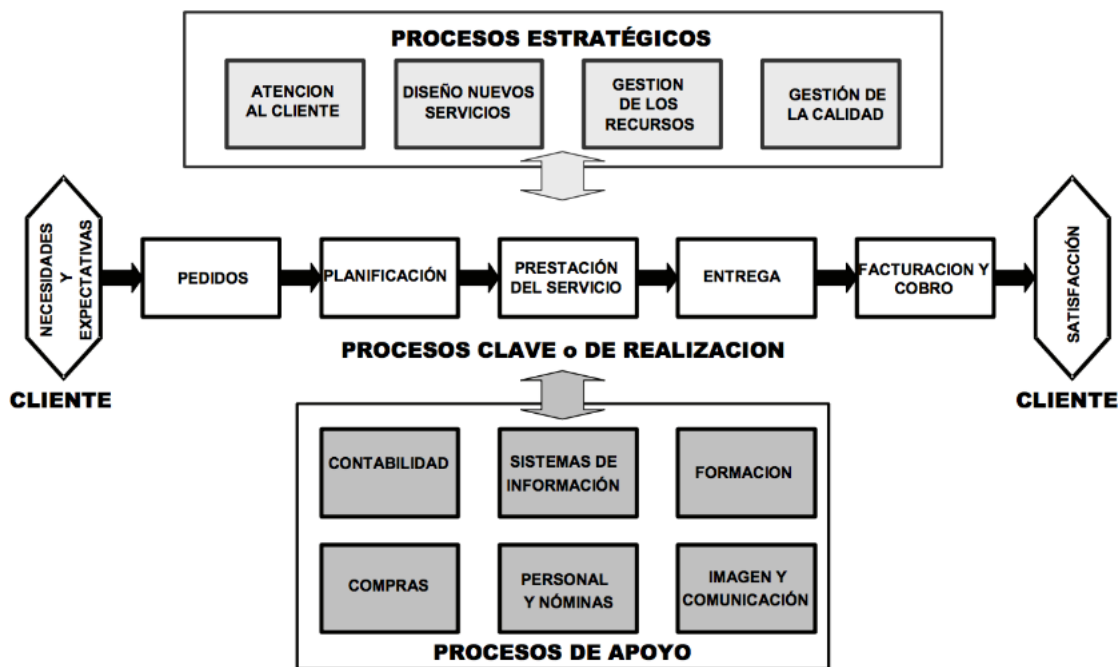 PROCESOS ESTRATÉGICOS
ATENCION
AL CLIENTE
DISEÑO NUEVOS
SERVICIOS
GESTION
DE LOS
RECURSOS
GESTIÓN DE
LA CALIDAD
NECESIDADES
Y
EXPECTATIVAS
CLIENTE
PEDIDOS
PLANIFICACIÓN
PRESTACIÓN
DEL SERVICIO
ENTREGA
FACTURACION Y
COBRO
SATISFACCIÓN
CLIENTE
PROCESOS CLAVE o DE REALIZACION
CONTABILIDAD
SISTEMAS DE
INFORMACIÓN
FORMACION
COMPRAS
PERSONAL
Y NÓMINAS
IMAGEN Y
COMUNICACIÓN
PROCESOS DE APOYO